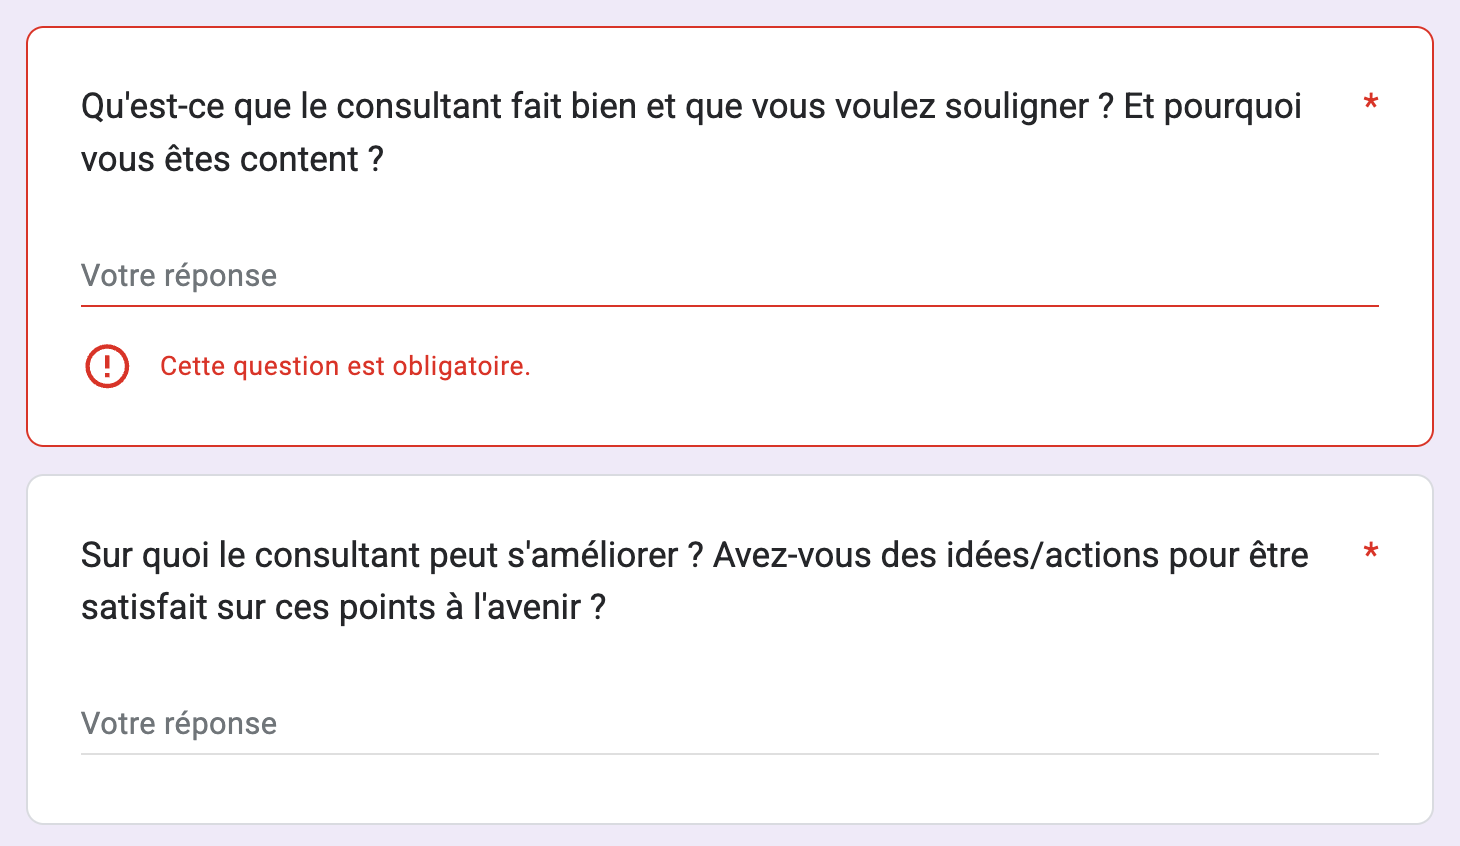 Qu'est-ce que le consultant fait bien et que vous voulez souligner ? Et pourquoi *
vous êtes content ?
Votre réponse
Cette question est obligatoire.
Sur quoi le consultant peut s'améliorer ? Avez-vous des idées/actions pour être *
satisfait sur ces points à l'avenir ?
Votre réponse